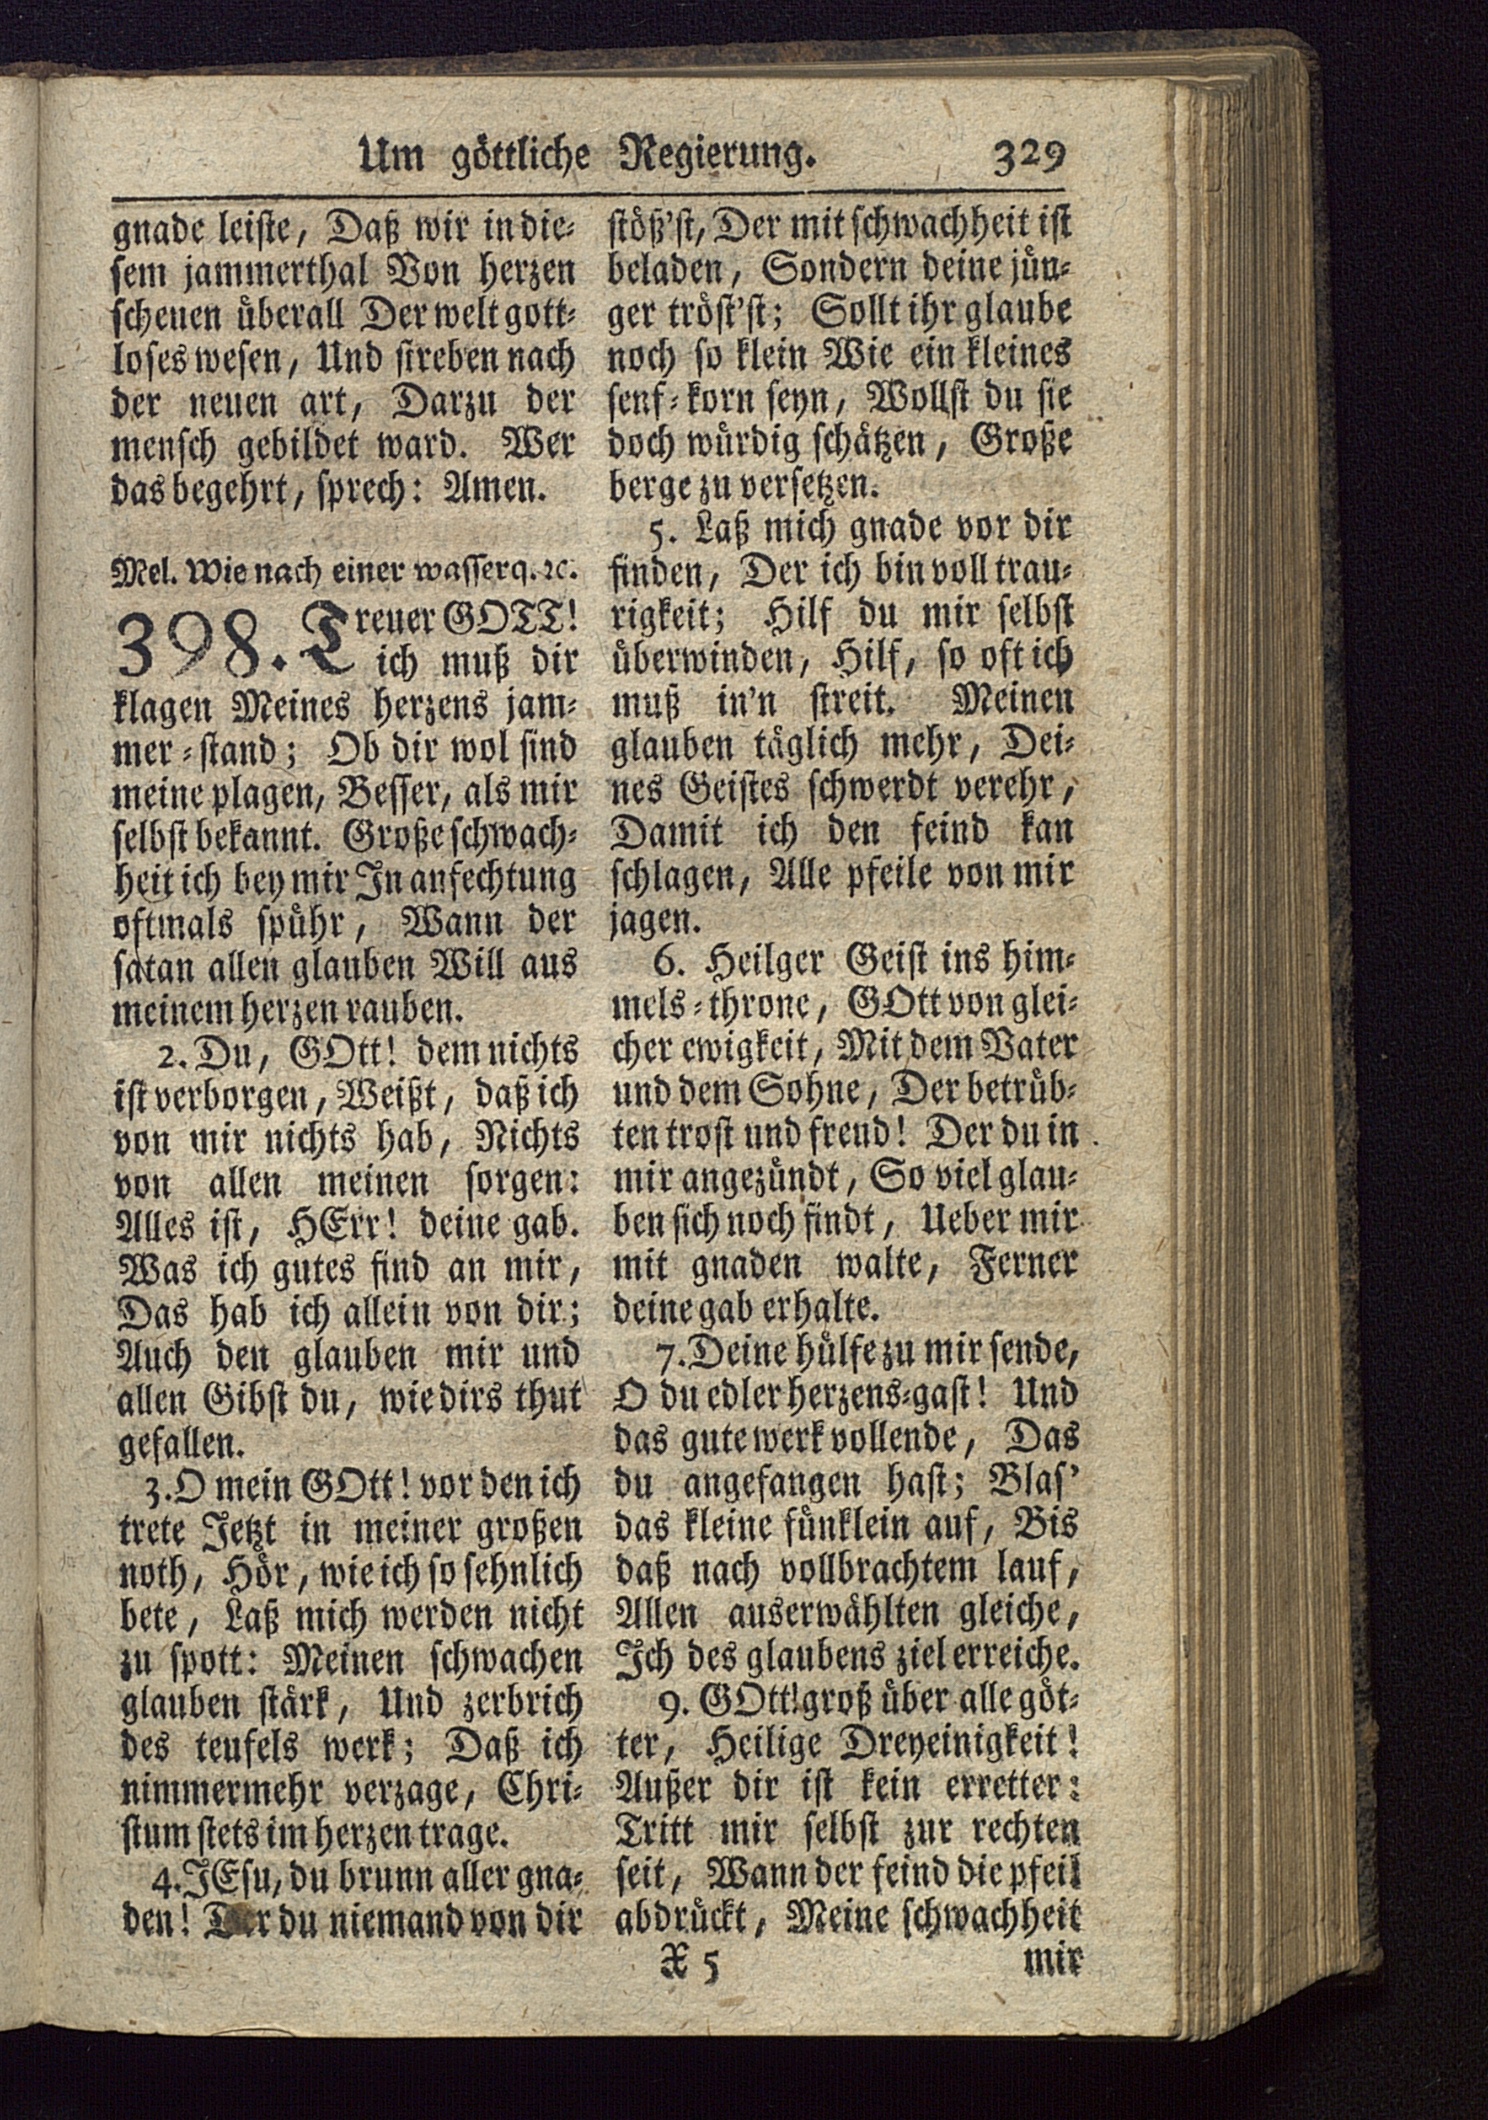 Um göttliche Regierung. 329
gnade leiste, Daß wir in die-
sem jammerthal Von herzen
scheuen überall Der welt gott-
loses wesen, Und streben nach
der neuen art, Darzu der
mensch gebildet ward. Wer
das begehrt, sprech: Amen.
Mel. Wie nach einer wasserq. ꝛc.
398. Treuer GOTT!
ich muß dir
klagen Meines herzens jam-
mer-stand; Ob dir wol sind
meine plagen, Besser, als mir
selbst bekannt. Große schwach-
heit ich bey mir In anfechtung
oftmals spühr, Wann der
satan allen glauben Will aus
meinem herzen rauben.
2. Du, GOtt! dem nichts
ist verborgen, Weißt, daß ich
von mir nichts hab, Nichts
von allen meinen sorgen:
Alles ist, HErr! deine gab.
Was ich gutes find an mir,
Das hab ich allein von dir;
Auch den glauben mir und
allen Gibst du, wie dirs thut
gefallen.
3. O mein GOtt! vor den ich
trete Jetzt in meiner großen
noth, Hör, wie ich so sehnlich
bete, Laß mich werden nicht
zu spott: Meinen schwachen
glauben stärk, Und zerbrich
des teufels werk; Daß ich
nimmermehr verzage, Chri-
stum stets im herzen trage.
4. JEsu, du brunn aller gna-
den! Der du niemand von dir
stöß'st, Der mit schwachheit ist
beladen, Sondern deine jün-
ger tröst'st; Sollt ihr glaube
noch so klein Wie ein kleines
senf-korn seyn, Wollst du sie
doch würdig schätzen, Große
berge zu versetzen.
5. Laß mich gnade vor dir
finden, Der ich bin voll trau-
rigkeit; Hilf du mir selbst
überwinden, Hilf, so oft ich
muß in'n streit. Meinen
glauben täglich mehr, Dei-
nes Geistes schwerdt verehr,
Damit ich den feind kan
schlagen, Alle pfeile von mir
jagen.
6. Heilger Geist ins him-
mels-throne, GOtt von glei-
cher ewigkeit, Mit dem Vater
und dem Sohne, Der betrüb-
ten trost und freud! Der du in
mir angezündt, So viel glau-
ben sich noch findt, Ueber mir
mit gnaden walte, Ferner
deine gab erhalte.
7. Deine hülfe zu mir sende,
O du edler herzens-gast! Und
das gute werk vollende, Das
du angefangen hast; Blas'
das kleine fünklein auf, Bis
daß nach vollbrachtem lauf,
Allen auserwählten gleiche,
Ich des glaubens ziel erreiche.
9. GOtt! groß über alle göt-
ter, Heilige Dreyeinigkeit!
Außer dir ist kein erretter:
Tritt mir selbst zur rechten
seit, Wann der feind die pfeil
abdrückt, Meine schwachheit
X 5 mir